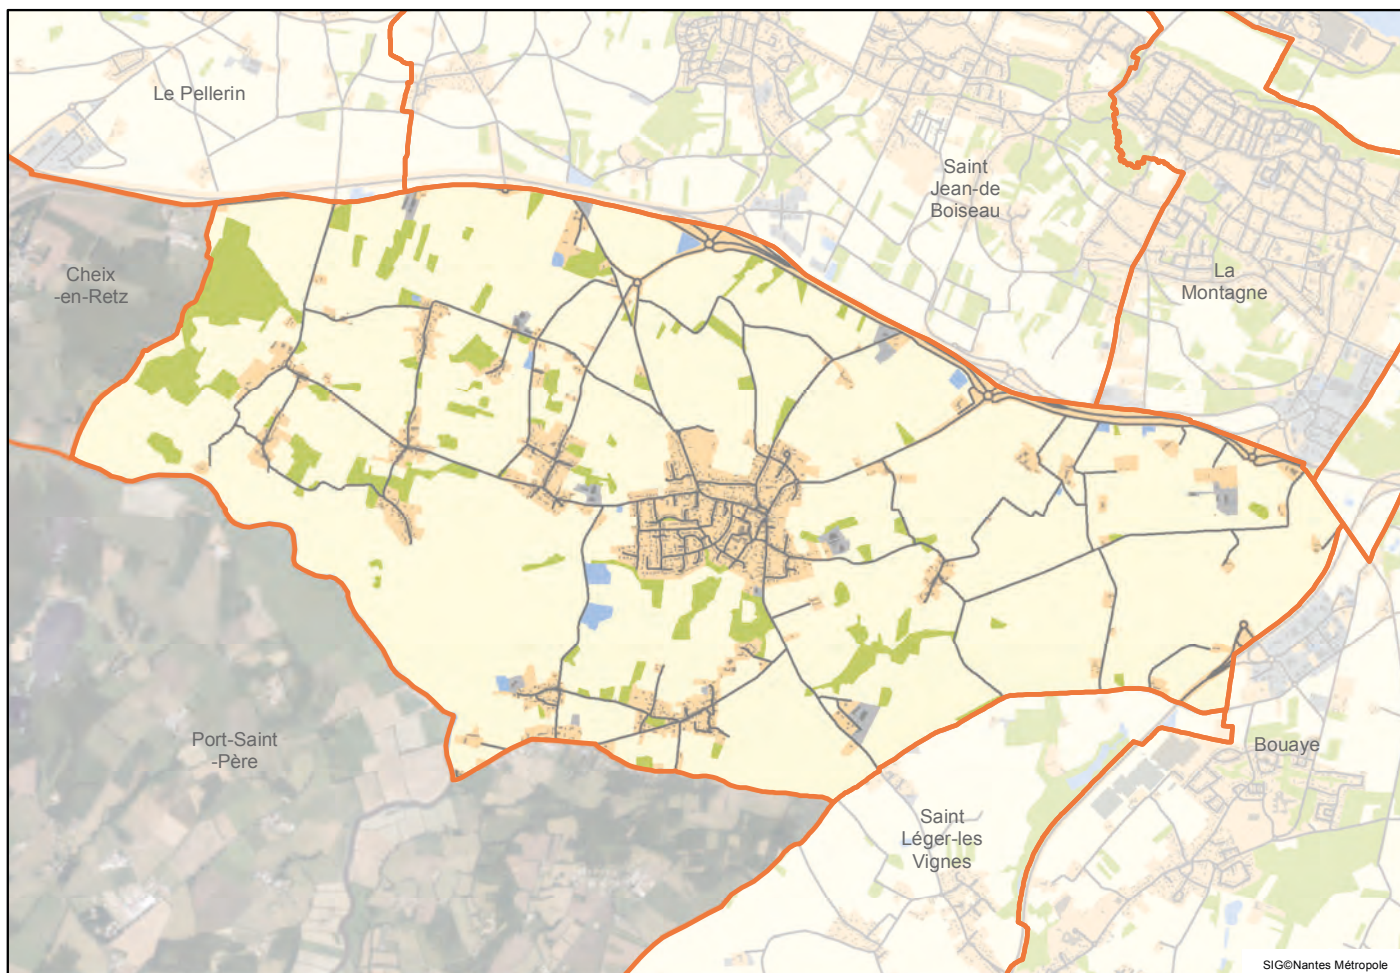 Le Pellerin
Saint
Jean-de
Boiseau
Cheix
-en-Retz
La
Montagne
Port-Saint
-Père
Bouaye
Saint
Léger-les
Vignes
SIG©Nantes Métropole